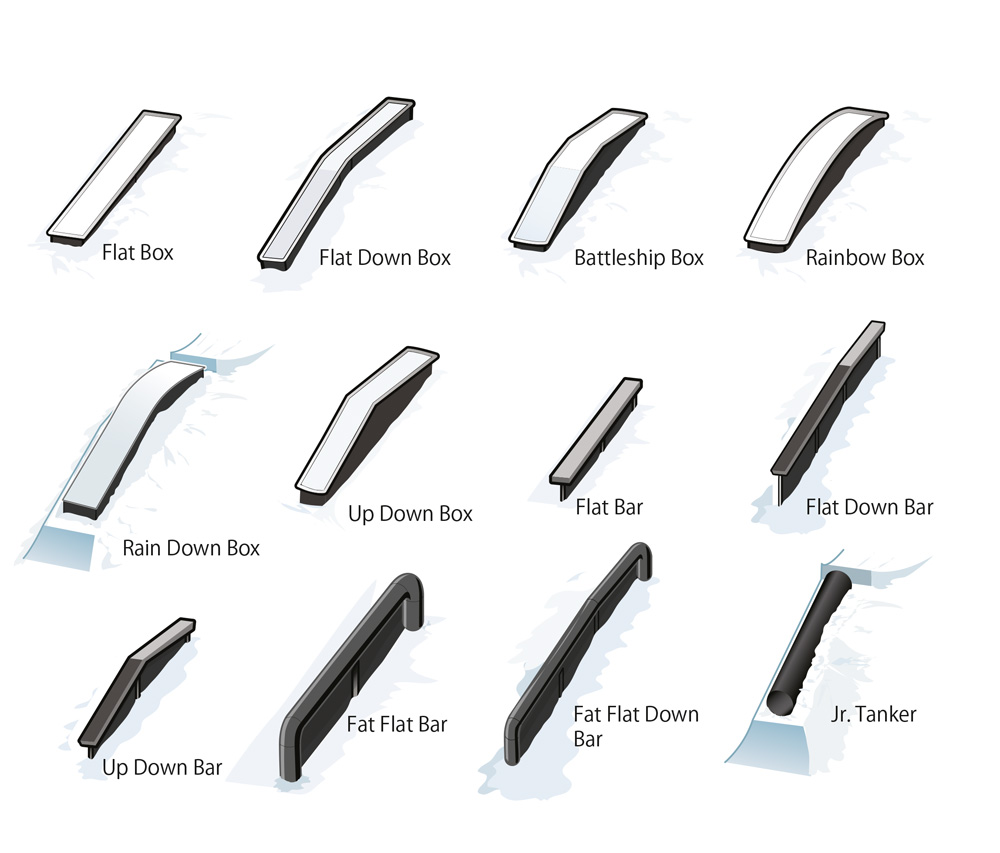 Flat Box
Flat Down Box
Battleship Box
Rainbow Box
Rain Down Box
Up Down Box
Flat Bar
Flat Down Bar
Up Down Bar
Fat Flat Bar
Fat Flat Down
Bar
Jr. Tanker